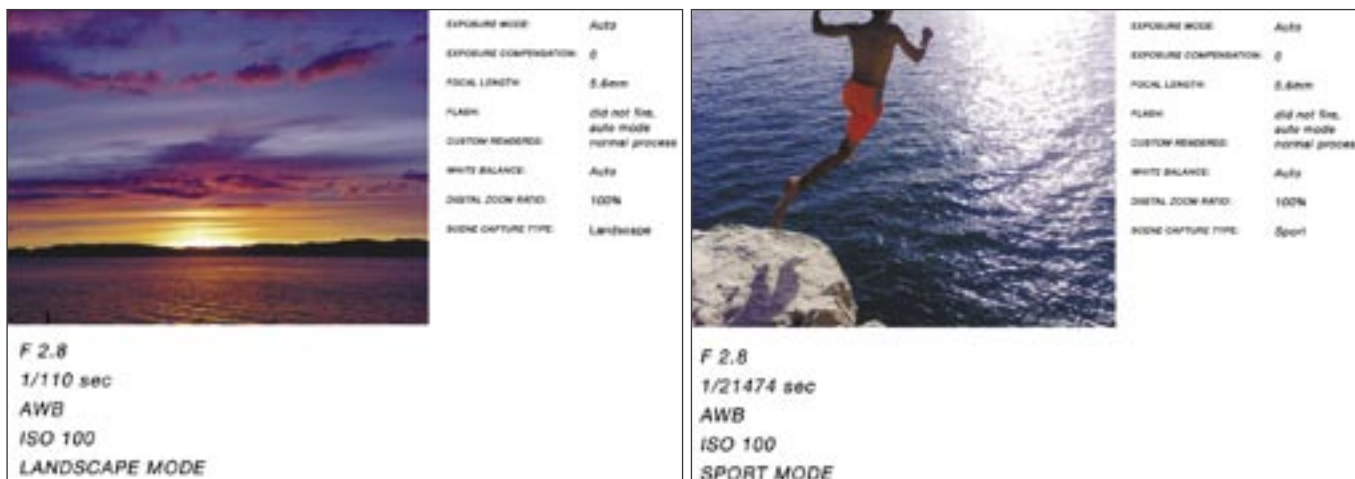 EXPOSURE MODE: Auto
EXPOSURE COMPENSATION: 0
FOCAL LENGTH: 5.6mm
FLASH: did not fire,
auto mode
CUSTOM RENDERED: normal process
WHITE BALANCE: Auto
DIGITAL ZOOM RATIO: 100%
SCENE CAPTURE TYPE: Landscape
F 2.8
1/110 sec
AWB
ISO 100
LANDSCAPE MODE
EXPOSURE MODE: Auto
EXPOSURE COMPENSATION: 0
FOCAL LENGTH: 5.6mm
FLASH: did not fire,
auto mode
CUSTOM RENDERED: normal process
WHITE BALANCE: Auto
DIGITAL ZOOM RATIO: 100%
SCENE CAPTURE TYPE: Sport
F 2.8
1/21474 sec
AWB
ISO 100
SPORT MODE